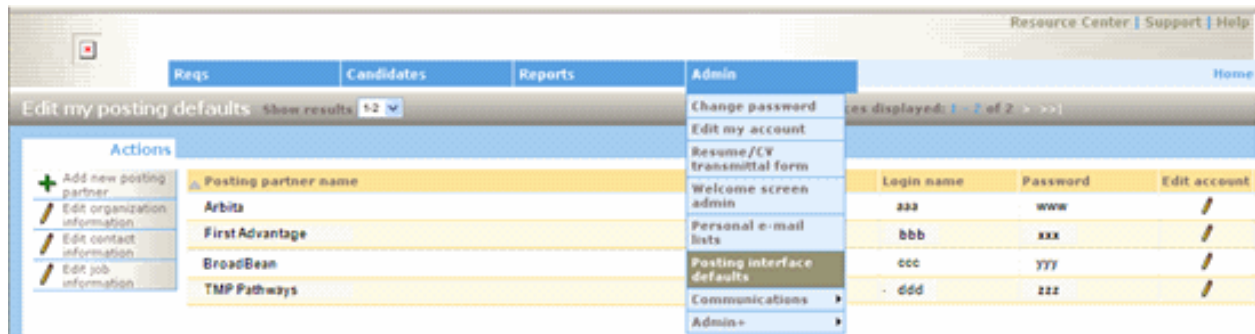 Resource Center | Support | Help
Reqs Candidates Reports Admin Home
Edit my posting defaults Show results 1-2 ces displayed: 1 - 2 of 2 > >>|
Change password
Edit my account
Resume/CV
transmittal form
Welcome screen
admin
Personal e-mail
lists
Posting interface
defaults
Communications
Admin+
Actions
Add new posting
partner
Edit organization
information
Edit contact
information
Edit job
information
Posting partner name Login name Password Edit account
Arbita aaa www
First Advantage bbb xxx
BroadBean ccc yyy
TMP Pathways - ddd zzz